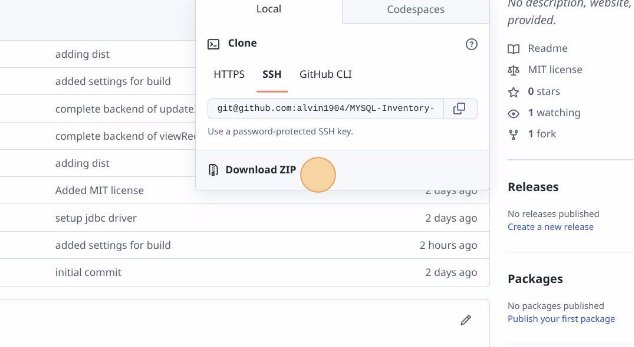 Local
Codespaces
No description, website,
provided.
adding dist
added settings for build
complete backend of update
complete backend of viewRe
adding dist
Added MIT license
2 days ago
setup jdbc driver
2 days ago
added settings for build
2 hours ago
initial commit
2 days ago
Clone
HTTPS
SSH
GitHub CLI
git@github.com:alvin1904/MYSQL-Inventory-
Use a password-protected SSH key.
Download ZIP
Readme
MIT license
0 stars
1 watching
1 fork
Releases
No releases published
Create a new release
Packages
No packages published
Publish your first package